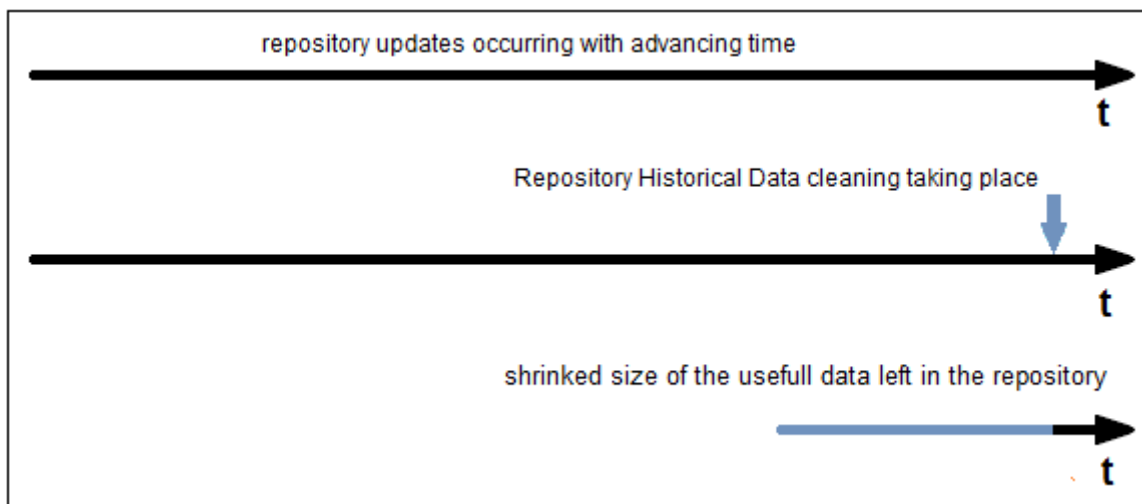 repository updates occurring with advancing time
t
Repository Historical Data cleaning taking place
t
shrinked size of the usefull data left in the repository
t